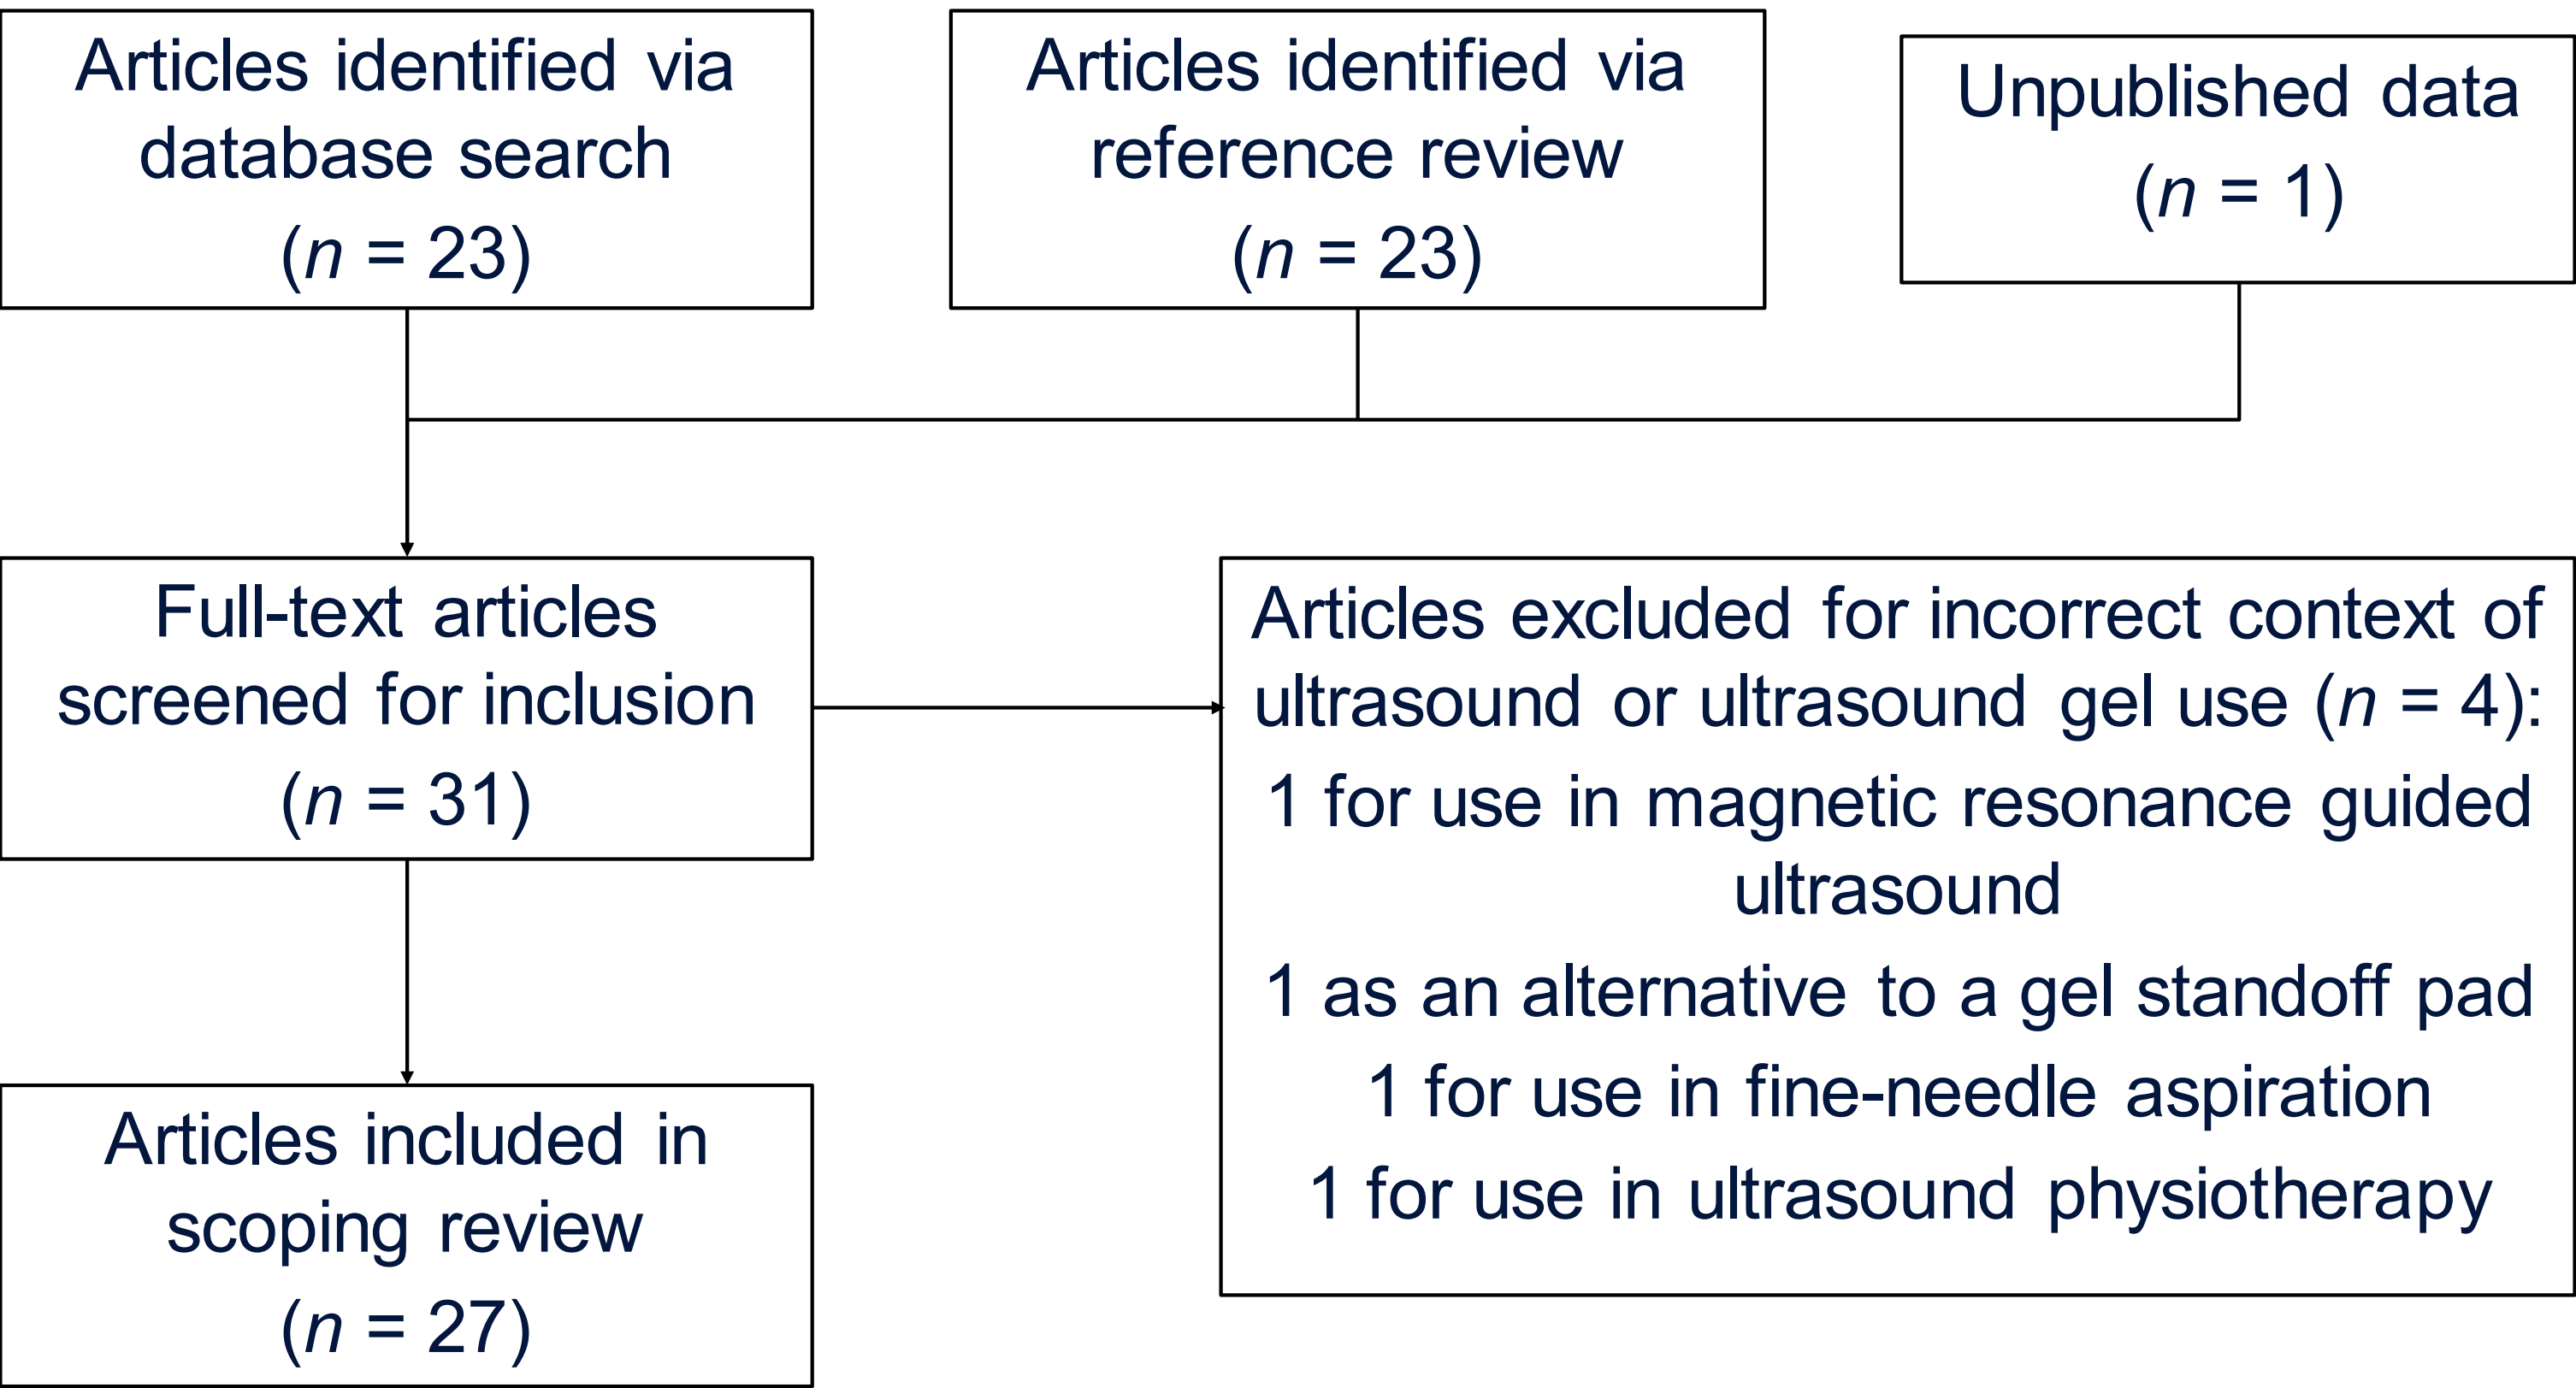 Articles identified via
database search
(n = 23)
Articles identified via
reference review
(n = 23)
Unpublished data
(n = 1)
Full-text articles
screened for inclusion
(n = 31)
Articles excluded for incorrect context of
ultrasound or ultrasound gel use (n = 4):
1 for use in magnetic resonance guided
ultrasound
1 as an alternative to a gel standoff pad
1 for use in fine-needle aspiration
1 for use in ultrasound physiotherapy
Articles included in
scoping review
(n = 27)